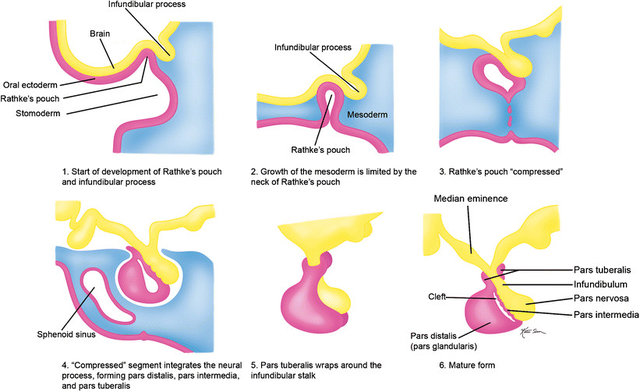 Infundibular process
Brain
Oral ectoderm
Rathke's pouch
Stomoderm
1. Start of development of Rathke's pouch
and infundibular process
Infundibular process
Mesoderm
Rathke's
pouch
2. Growth of the mesoderm is limited by the
neck of Rathke's pouch
3. Rathke's pouch "compressed"
Sphenoid sinus
4. "Compressed" segment integrates the neural
process, forming pars distalis, pars intermedia,
and pars tuberalis
5. Pars tuberalis wraps around the
infundibular stalk
Median eminence
Pars tuberalis
Infundibulum
Pars nervosa
Pars intermedia
Cleft
Pars distalis
(pars glandularis)
6. Mature form